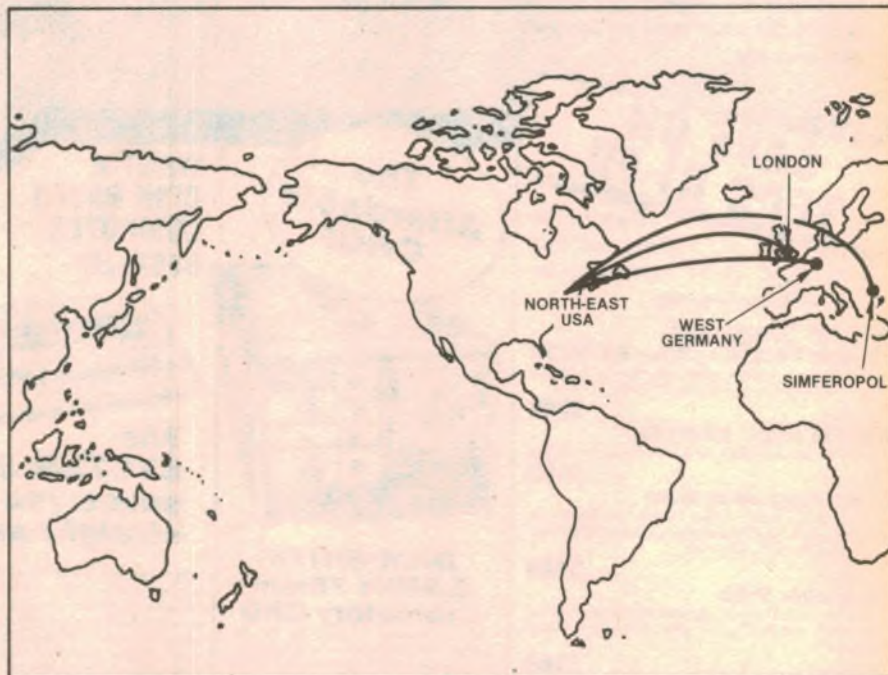 LONDON
NORTH-EAST
USA
WEST
GERMANY
SIMFEROPOL